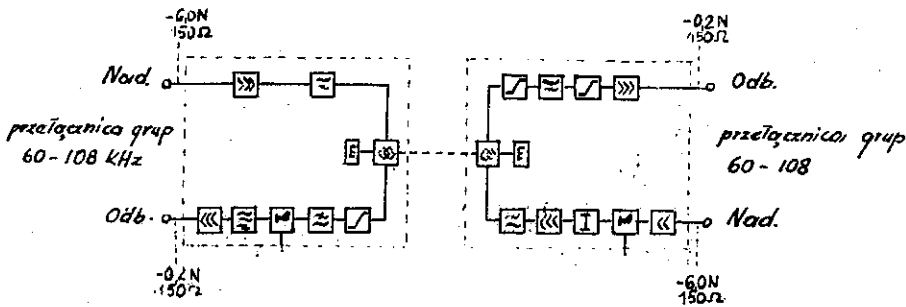 -6,0N
150Ω
-0,2N
150Ω
Nad.
Odb.
przełącznica grup
60-108 kHz
przełącznica grup
60-108
E
E
Odb.
Nad.
I
-0,2N
150Ω
-6,0N
150Ω